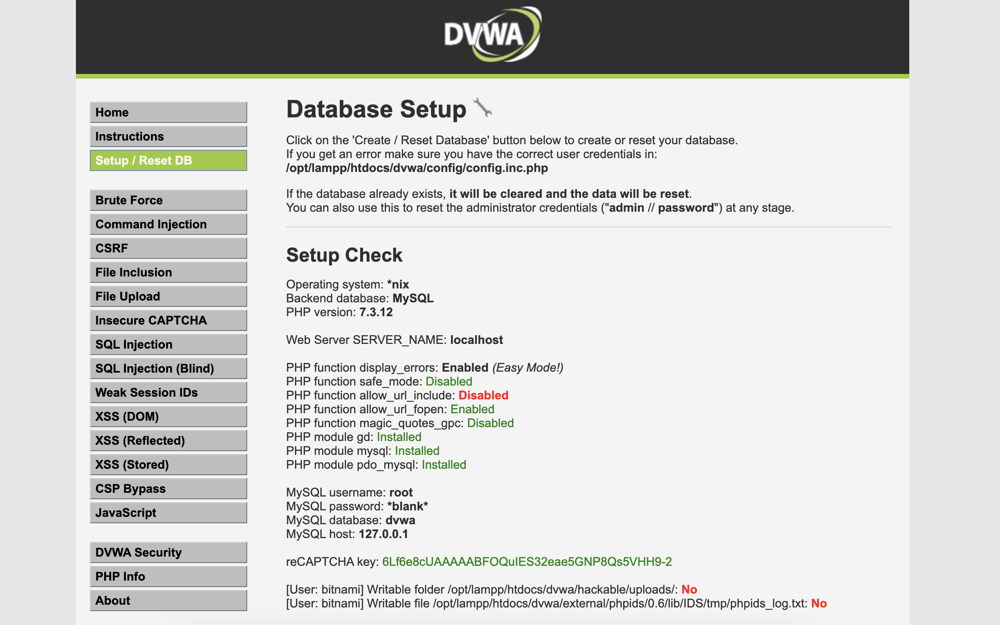 DVWA
Home
Instructions
Setup / Reset DB
Brute Force
Command Injection
CSRF
File Inclusion
File Upload
Insecure CAPTCHA
SQL Injection
SQL Injection (Blind)
Weak Session IDs
XSS (DOM)
XSS (Reflected)
XSS (Stored)
CSP Bypass
JavaScript
DVWA Security
PHP Info
About
Database Setup
Click on the 'Create / Reset Database' button below to create or reset your database.
If you get an error make sure you have the correct user credentials in:
/opt/lampp/htdocs/dvwa/config/config.inc.php
If the database already exists, it will be cleared and the data will be reset.
You can also use this to reset the administrator credentials ("admin // password") at any stage.
Setup Check
Operating system: *nix
Backend database: MySQL
PHP version: 7.3.12
Web Server SERVER_NAME: localhost
PHP function display_errors: Enabled (Easy Mode!)
PHP function safe_mode: Disabled
PHP function allow_url_include: Disabled
PHP function allow_url_fopen: Enabled
PHP function magic_quotes_gpc: Disabled
PHP module gd: Installed
PHP module mysql: Installed
PHP module pdo_mysql: Installed
MySQL username: root
MySQL password: *blank*
MySQL database: dvwa
MySQL host: 127.0.0.1
reCAPTCHA key: 6Lf6e8cUAAAAABFOQuIES32eae5GNP8Qs5VHH9-2
[User: bitnami] Writable folder /opt/lampp/htdocs/dvwa/hackable/uploads/: No
[User: bitnami] Writable file /opt/lampp/htdocs/dvwa/external/phpids/0.6/lib/IDS/tmp/phpids_log.txt: No